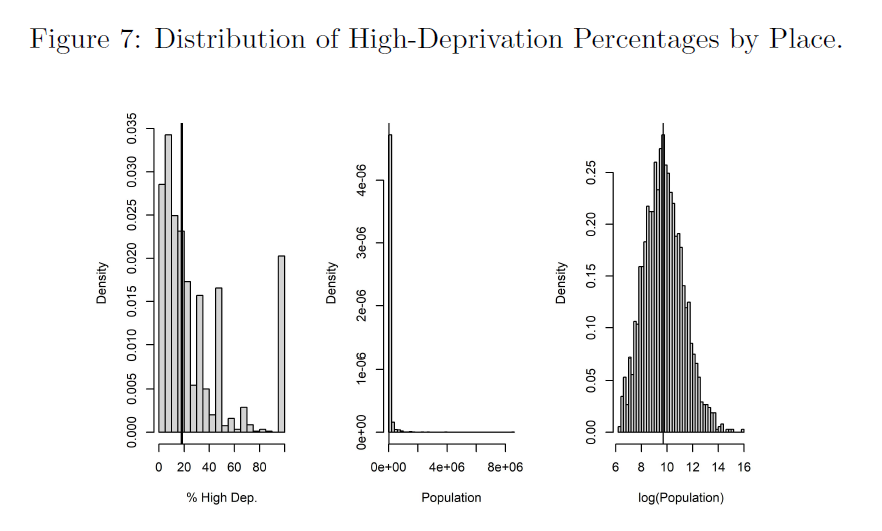 Figure 7: Distribution of High-Deprivation Percentages by Place.
Density
0.000 0.005 0.010 0.015 0.020 0.025 0.030 0.035
0 20 40 60 80
% High Dep.
Density
0e+00 1e-06 2e-06 3e-06 4e-06
0e+00 4e+06 8e+06
Population
Density
0.00 0.05 0.10 0.15 0.20 0.25
6 8 10 12 14 16
log(Population)